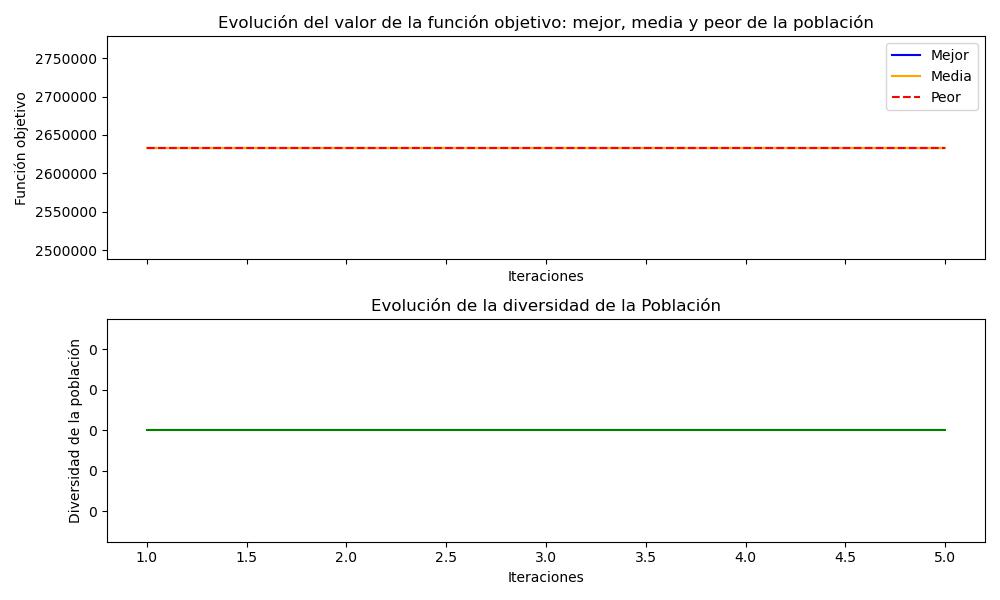 Evolución del valor de la función objetivo: mejor, media y peor de la población
Función objetivo
2750000
2700000
2650000
2600000
2550000
2500000
Mejor
Media
Peor
Iteraciones
Evolución de la diversidad de la Población
Diversidad de la población
0
0
0
0
0
1.0 1.5 2.0 2.5 3.0 3.5 4.0 4.5 5.0
Iteraciones